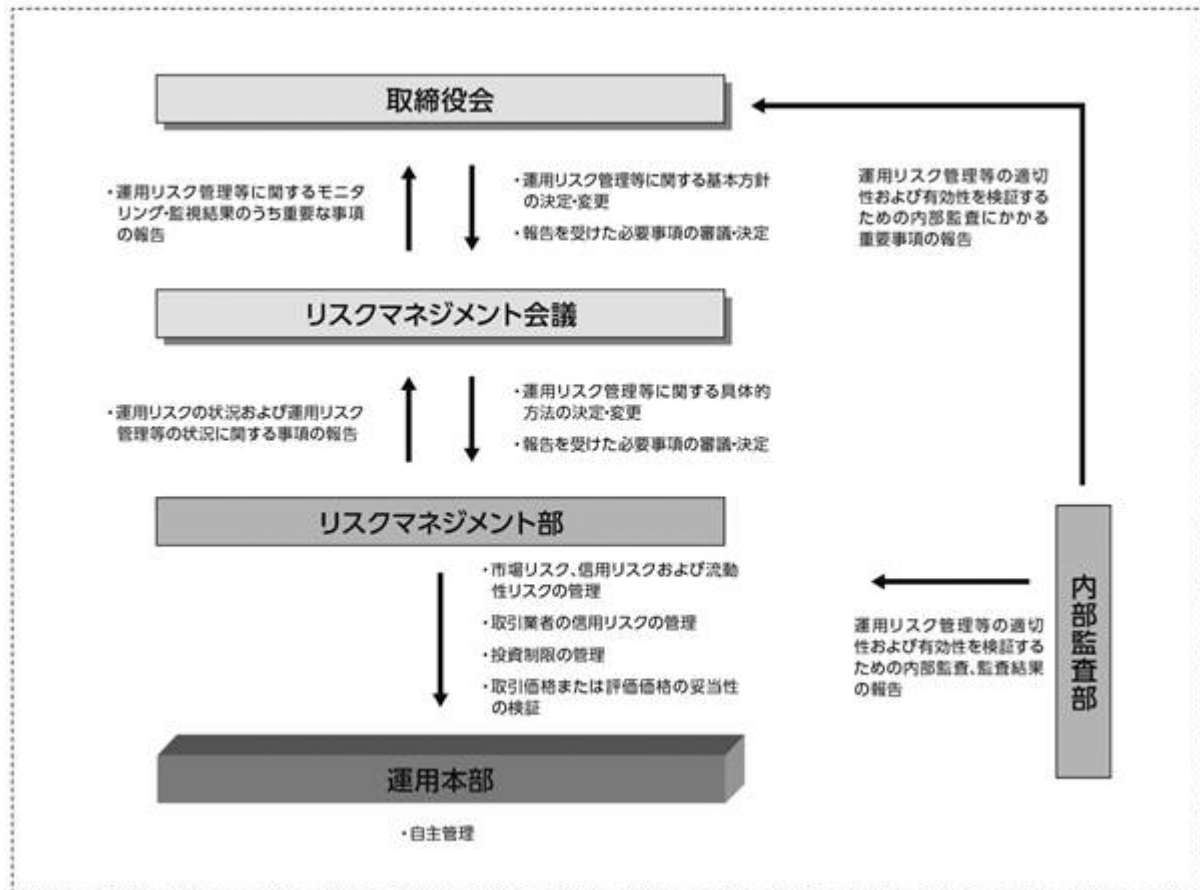 取締役会
・運用リスク管理等に関するモニタ
リング・監視結果のうち重要な事項
の報告
・運用リスク管理等に関する基本方針
の決定・変更
・報告を受けた必要事項の審議・決定
運用リスク管理等の適切
性および有効性を検証する
ための内部監査にかかる
重要事項の報告
リスクマネジメント会議
・運用リスクの状況および運用リスク
管理等の状況に関する事項の報告
・運用リスク管理等に関する具体的
方法の決定・変更
・報告を受けた必要事項の審議・決定
リスクマネジメント部
・市場リスク、信用リスクおよび流動
性リスクの管理
・取引業者の信用リスクの管理
・投資制限の管理
・取引価格または評価価格の妥当性
の検証
運用リスク管理等の適切
性および有効性を検証する
ための内部監査、監査結果
の報告
内部監査部
運用本部
・自主管理